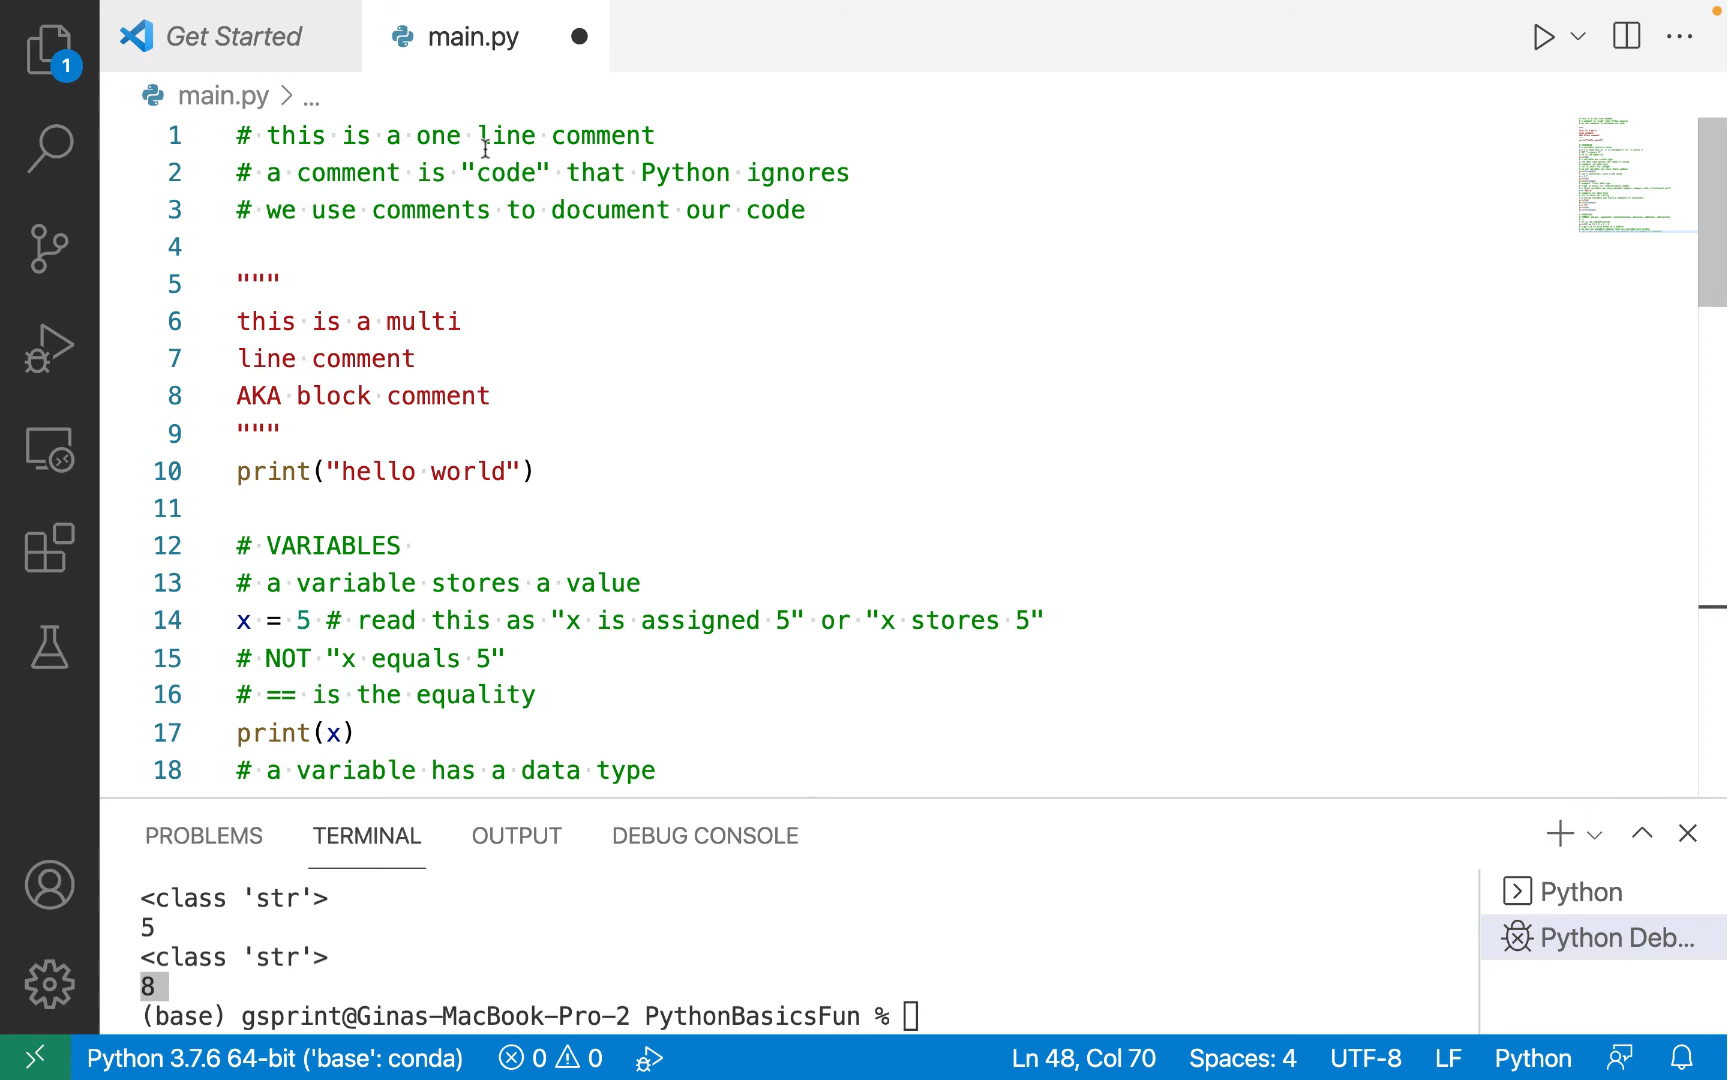 Get Started
main.py
1
main.py > ...
1 # this is a one line comment
2 # a comment is "code" that Python ignores
3 # we use comments to document our code
4
5 """
6 this is a multi
7 line comment
8 AKA block comment
9 """
10 print("hello world")
11
12 # VARIABLES
13 # a variable stores a value
14 x = 5 # read this as "x is assigned 5" or "x stores 5"
15 # NOT "x equals 5"
16 # == is the equality
17 print(x)
18 # a variable has a data type
PROBLEMS TERMINAL OUTPUT DEBUG CONSOLE
<class 'str'>
5
<class 'str'>
8
(base) gsprint@Ginas-MacBook-Pro-2 PythonBasicsFun %
Python
Python Deb...
Python 3.7.6 64-bit ('base': conda) 0 0 Ln 48, Col 70 Spaces: 4 UTF-8 LF Python